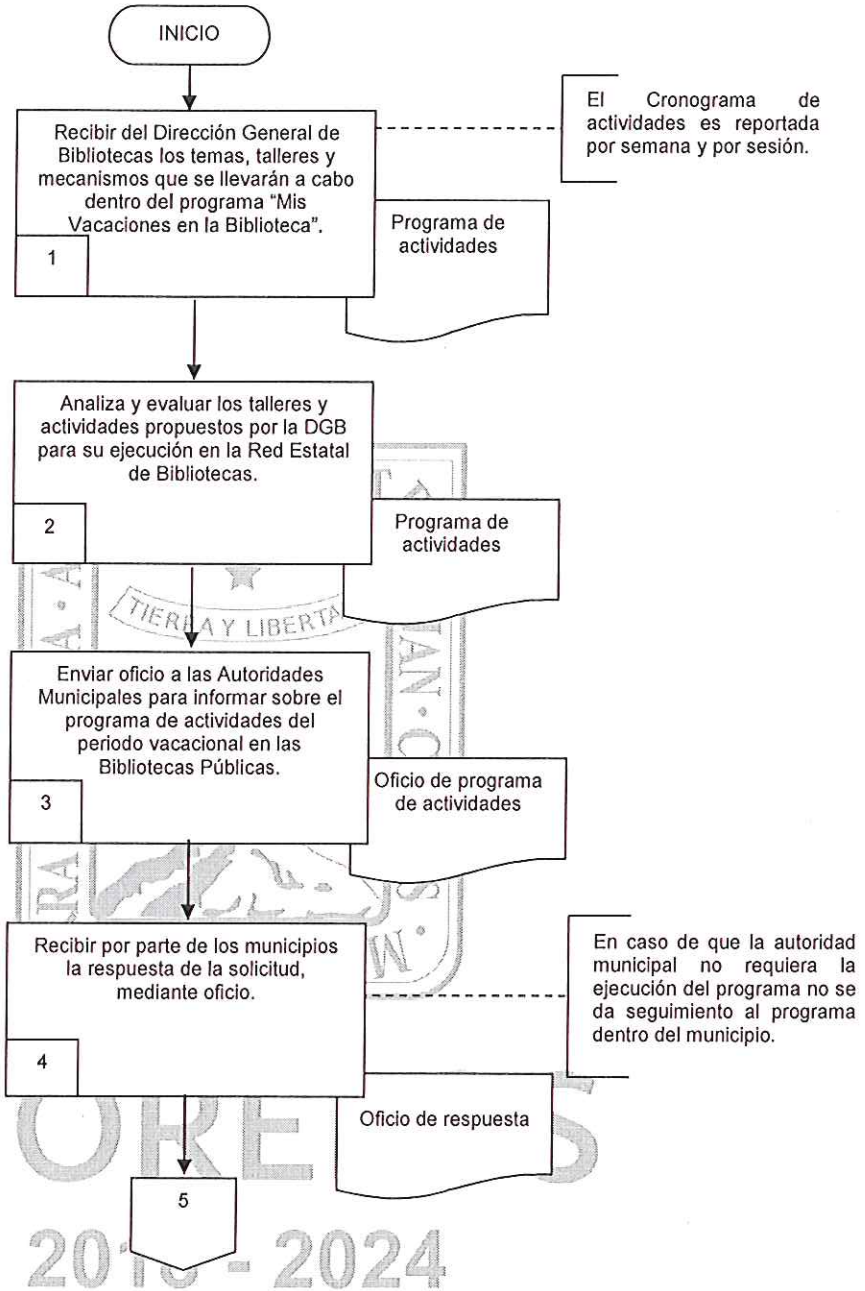 INICIO
Recibir del Dirección General de
Bibliotecas los temas, talleres y
mecanismos que se llevarán a cabo
dentro del programa “Mis
Vacaciones en la Biblioteca”.
1
Programa de
actividades
El Cronograma de
actividades es reportada
por semana y por sesión.
Analiza y evaluar los talleres y
actividades propuestos por la DGB
para su ejecución en la Red Estatal
de Bibliotecas.
2
Programa de
actividades
TIERRA Y LIBERTA
Enviar oficio a las Autoridades
Municipales para informar sobre el
programa de actividades del
periodo vacacional en las
Bibliotecas Públicas.
3
Oficio de programa
de actividades
Recibir por parte de los municipios
la respuesta de la solicitud,
mediante oficio.
4
Oficio de respuesta
En caso de que la autoridad
municipal no requiera la
ejecución del programa no se
da seguimiento al programa
dentro del municipio.
5
ORE S
- 2024